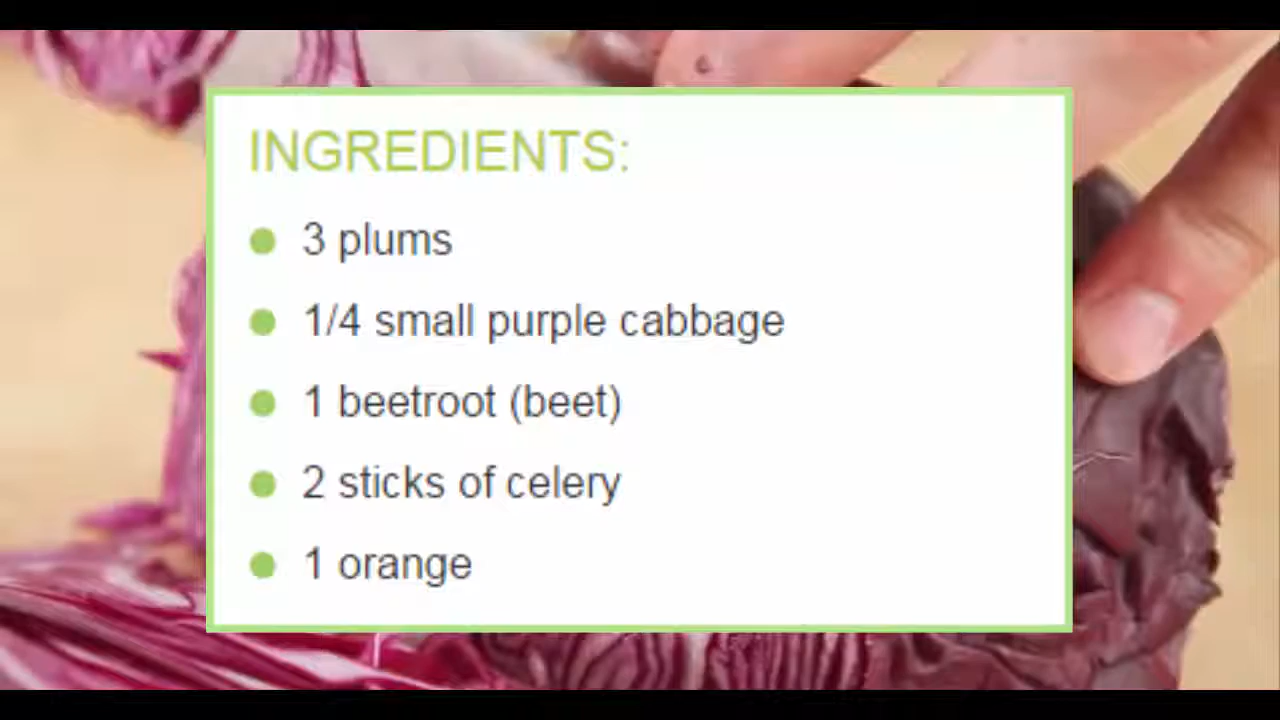 INGREDIENTS:
3 plums
1/4 small purple cabbage
1 beetroot (beet)
2 sticks of celery
1 orange